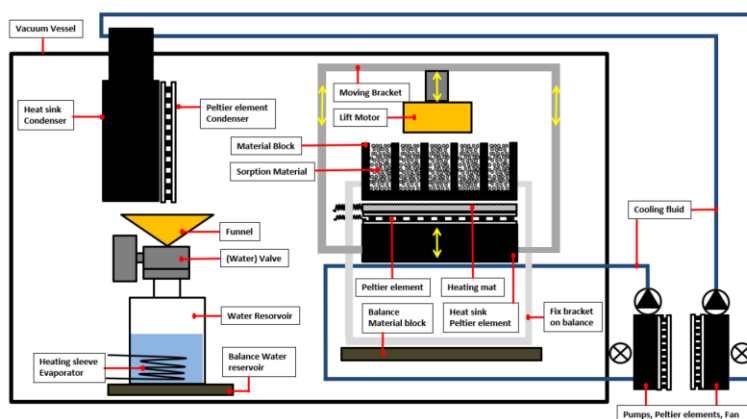 Vacuum Vessel
Heat sink
Condenser
Peltier element
Condenser
Moving Bracket
Lift Motor
Material Block
Sorption Material
Cooling fluid
Funnel
(Water) Valve
Peltier element
Heating mat
Water Reservoir
Balance
Material block
Heat sink
Peltier element
Fix bracket
on balance
Heating sleeve
Evaporator
Balance Water
reservoir
Pumps, Peltier elements, Fan